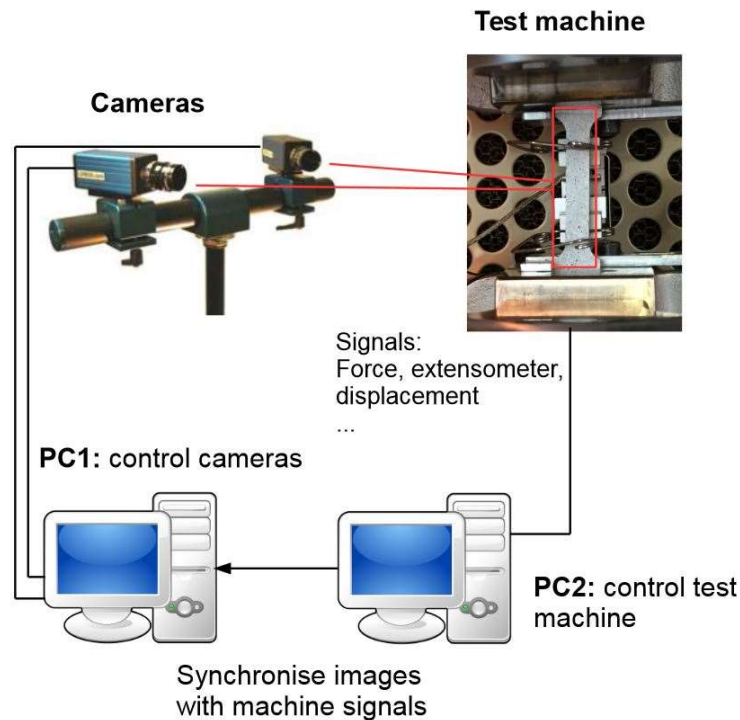 Test machine
Cameras
Signals:
Force, extensometer,
displacement
...
PC1: control cameras
PC2: control test
machine
Synchronise images
with machine signals